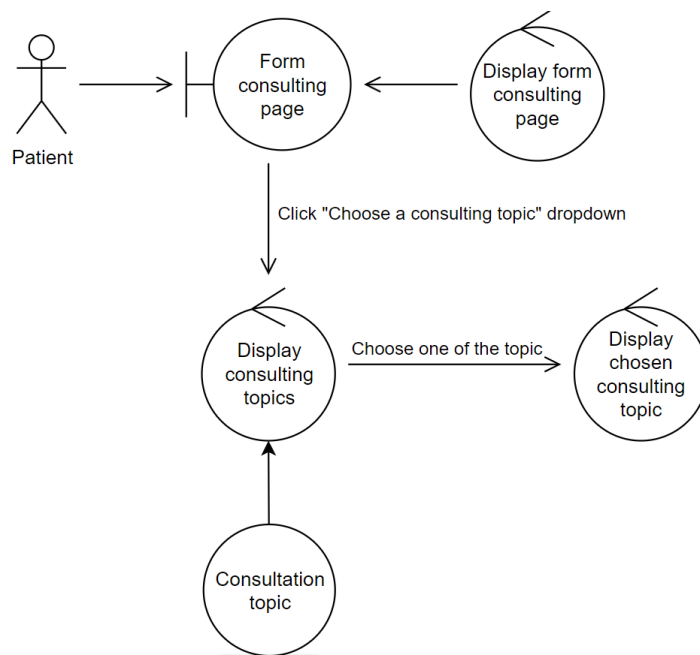 Patient
Form
consulting
page
Display form
consulting
page
Click "Choose a consulting topic" dropdown
Display
consulting
topics
Choose one of the topic
Display
chosen
consulting
topic
Consultation
topic